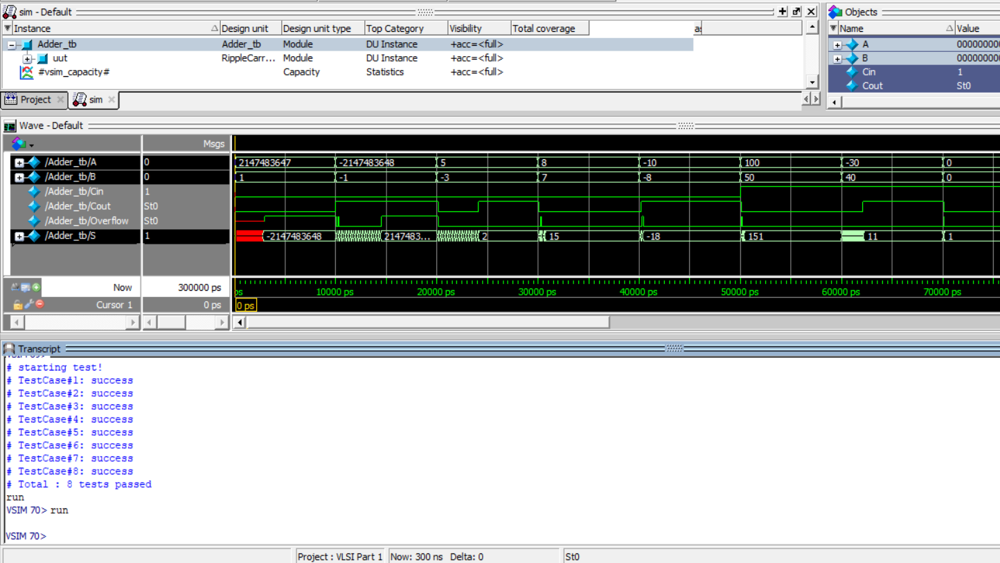 sim - Default
Instance Design unit Design unit type Top Category Visibility Total coverage
Adder_tb Adder_tb Module DU Instance +acc=<full>
uut RippleCarr... Module DU Instance +acc=<full>
#vsim_capacity# Capacity Statistics +acc=<full>
Project sim
Objects
Name Value
A 000000000
B 000000000
Cin 1
Cout St0
Wave - Default
Msgs
/Adder_tb/A 0 2147483647 -2147483648 5 8 -10 100 -30 0
/Adder_tb/B 0 1 -1 -3 7 -8 50 40 0
/Adder_tb/Cin 1
/Adder_tb/Cout St0
/Adder_tb/Overflow St0
/Adder_tb/S 1 -2147483648 2147483... 2 15 -18 151 11 1
Now 300000 ps ps 10000 ps 20000 ps 30000 ps 40000 ps 50000 ps 60000 ps 70000 ps
Cursor 1 0 ps 0 ps
Transcript
# starting test!
# TestCase#1: success
# TestCase#2: success
# TestCase#3: success
# TestCase#4: success
# TestCase#5: success
# TestCase#6: success
# TestCase#7: success
# TestCase#8: success
# Total : 8 tests passed
run
VSIM 70> run
VSIM 70>
Project : VLSI Part 1 Now: 300 ns Delta: 0 St0